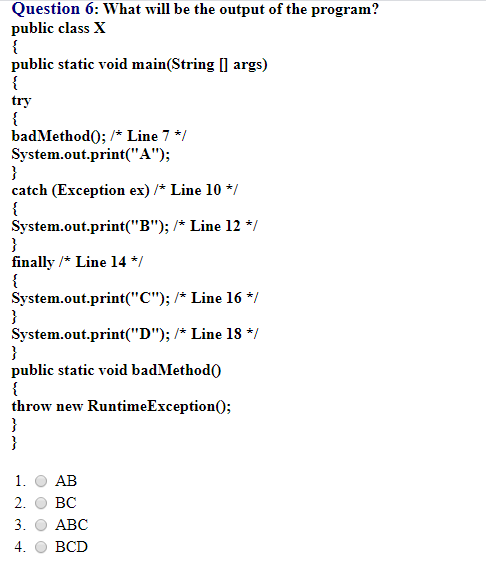 Question 6: What will be the output of the program?
public class X
{
public static void main(String [] args)
{
try
{
badMethod(); /* Line 7 */
System.out.print("A");
}
catch (Exception ex) /* Line 10 */
{
System.out.print("B"); /* Line 12 */
}
finally /* Line 14 */
{
System.out.print("C"); /* Line 16 */
}
System.out.print("D"); /* Line 18 */
}
public static void badMethod()
{
throw new RuntimeException();
}
}
1. AB
2. BC
3. ABC
4. BCD